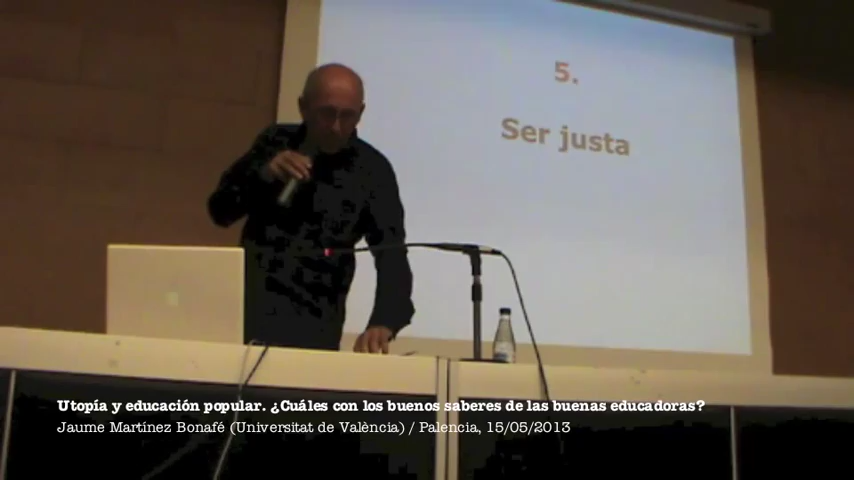 5.
Ser justa
Utopía y educación popular. ¿Cuáles con los buenos saberes de las buenas educadoras?
Jaume Martínez Bonafé (Universitat de València) / Palencia, 15/05/2013